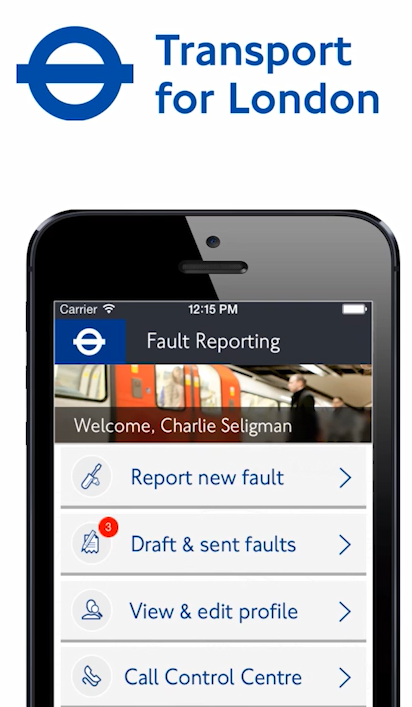 Transport
for London
Carrier 12:15 PM
Fault Reporting
Welcome, Charlie Seligman
Report new fault
3
Draft & sent faults
View & edit profile
Call Control Centre